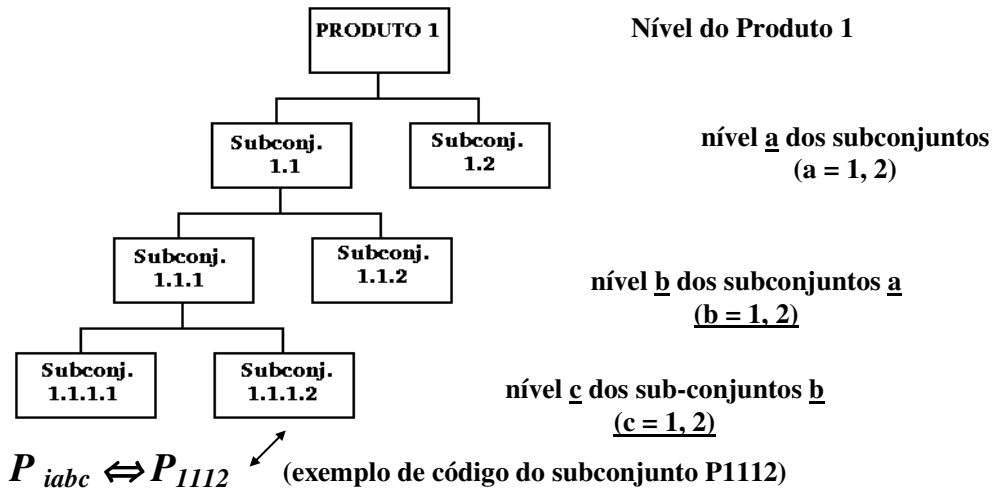 PRODUTO 1
Nível do Produto 1
Subconj.
1.1
Subconj.
1.2
nível a dos subconjuntos
(a = 1, 2)
Subconj.
1.1.1
Subconj.
1.1.2
nível b dos subconjuntos a
(b = 1, 2)
Subconj.
1.1.1.1
Subconj.
1.1.1.2
nível c dos sub-conjuntos b
(c = 1, 2)
P iabc ⇔ P1112 (exemplo de código do subconjunto P1112)